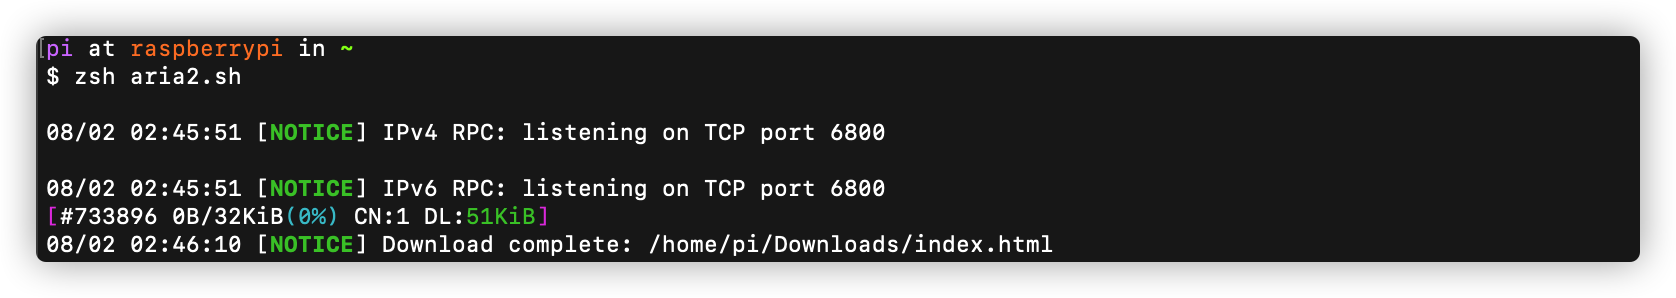 pi at raspberrypi in ~
$ zsh aria2.sh
08/02 02:45:51 [NOTICE] IPv4 RPC: listening on TCP port 6800
08/02 02:45:51 [NOTICE] IPv6 RPC: listening on TCP port 6800
[#733896 0B/32KiB(0%) CN:1 DL:51KiB]
08/02 02:46:10 [NOTICE] Download complete: /home/pi/Downloads/index.html